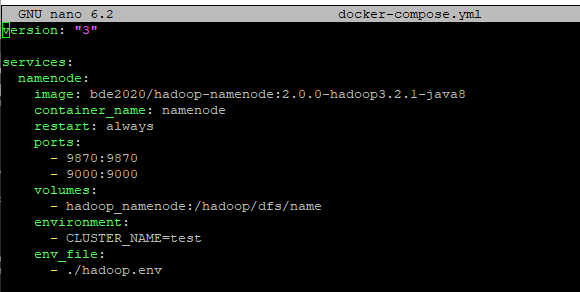 GNU nano 6.2 docker-compose.yml
version: "3"
services:
  namenode:
    image: bde2020/hadoop-namenode:2.0.0-hadoop3.2.1-java8
    container_name: namenode
    restart: always
    ports:
      - 9870:9870
      - 9000:9000
    volumes:
      - hadoop_namenode:/hadoop/dfs/name
    environment:
      - CLUSTER_NAME=test
    env_file:
      - ./hadoop.env